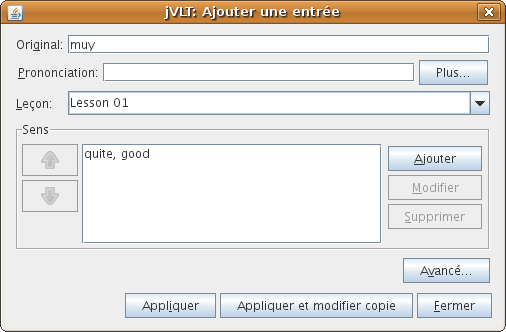 jVLT: Ajouter une entrée
Original: muy
Prononciation: Plus...
Leçon: Lesson 01
Sens
quite, good
Ajouter
Modifier
Supprimer
Avancé...
Appliquer Appliquer et modifier copie Fermer